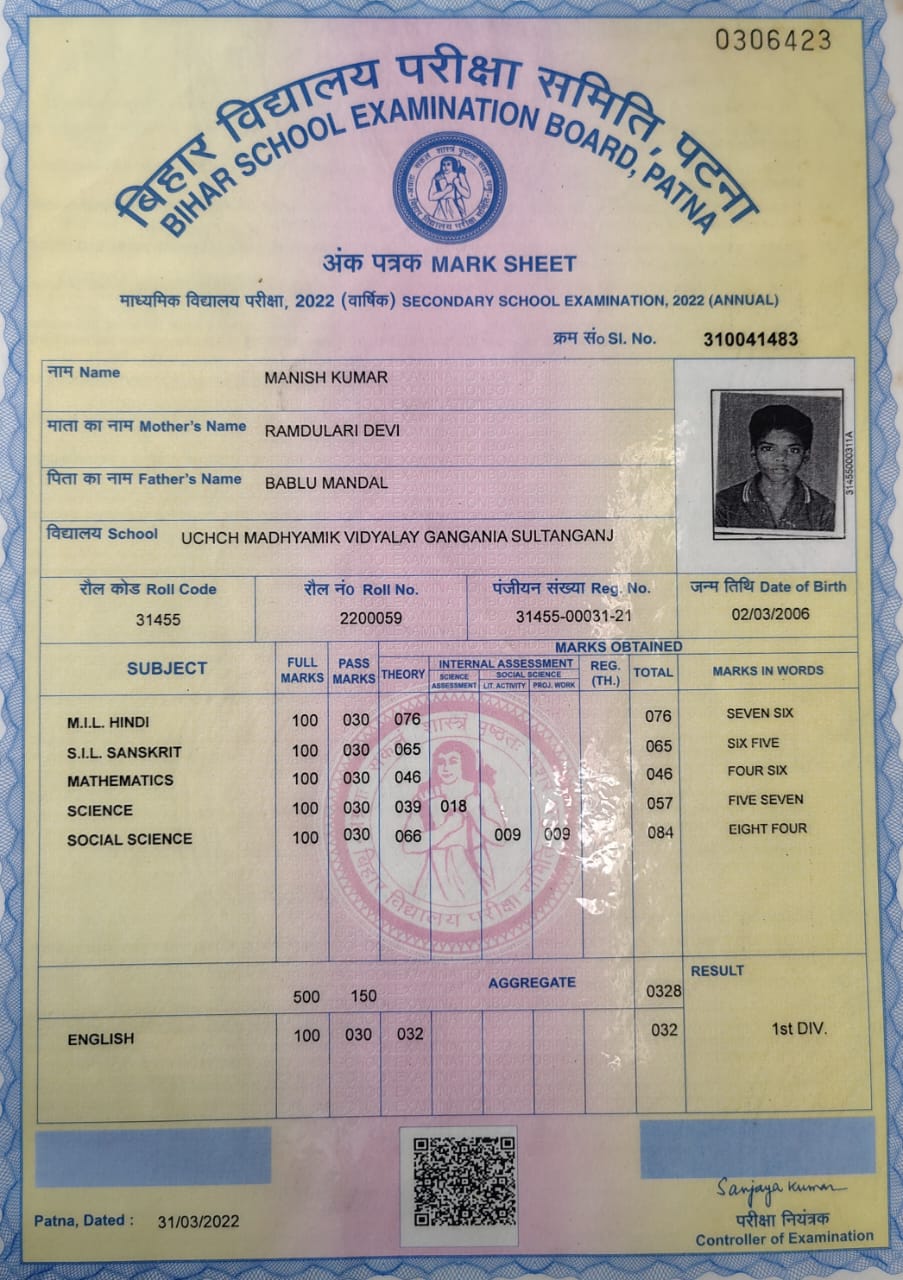 0306423
बिहार विद्यालय परीक्षा समिति, पटना
BIHAR SCHOOL EXAMINATION BOARD, PATNA
अंक पत्रक MARK SHEET
माध्यमिक विद्यालय परीक्षा, 2022 (वार्षिक) SECONDARY SCHOOL EXAMINATION, 2022 (ANNUAL)
क्रम सं० Sl. No. 310041483
नाम Name MANISH KUMAR
माता का नाम Mother's Name RAMDULARI DEVI
पिता का नाम Father's Name BABLU MANDAL
31455000311A
विद्यालय School UCHCH MADHYAMIK VIDYALAY GANGANIA SULTANGANJ
रौल कोड Roll Code रौल नं० Roll No. पंजीयन संख्या Reg. No. जन्म तिथि Date of Birth
31455 2200059 31455-00031-21 02/03/2006
MARKS OBTAINED
SUBJECT FULL MARKS PASS MARKS THEORY INTERNAL ASSESSMENT REG. (TH.) TOTAL MARKS IN WORDS
SCIENCE ASSESSMENT SOCIAL SCIENCE
LIT. ACTIVITY PROJ. WORK
M.I.L. HINDI 100 030 076 076 SEVEN SIX
S.I.L. SANSKRIT 100 030 065 065 SIX FIVE
MATHEMATICS 100 030 046 046 FOUR SIX
SCIENCE 100 030 039 018 057 FIVE SEVEN
SOCIAL SCIENCE 100 030 066 009 009 084 EIGHT FOUR
बिहार विद्यालय परीक्षा समिति
AGGREGATE RESULT
500 150 0328
ENGLISH 100 030 032 032 1st DIV.
Sanjaya Kumar
Patna, Dated : 31/03/2022
परीक्षा नियंत्रक
Controller of Examination